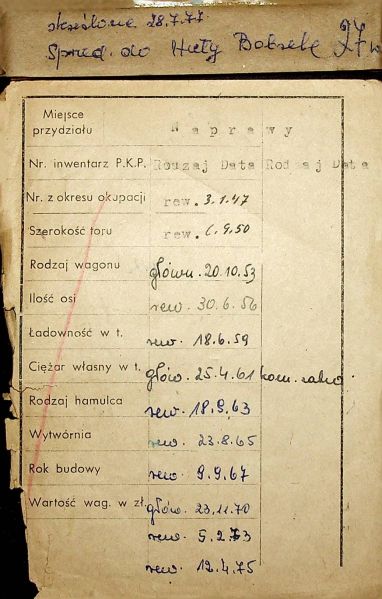 skreślono 28.7.77
Sprzed. do Huty Bobrek
Miejsce
przydziału
Naprawy
Nr. inwentarz P.K.P. Rodzaj Data Rodzaj Data
Nr. z okresu okupacji rew. 3.1.47
Szerokość toru rew. 6.9.50
Rodzaj wagonu główn. 20.10.53
Ilość osi rew. 30.6.56
Ładowność w t. rew. 18.6.59
Ciężar własny w t. głów. 25.4.61
Rodzaj hamulca rew. 18.9.63
Wytwórnia rew. 23.8.65
Rok budowy rew. 9.9.67
Wartość wag. w zł. głów. 23.11.70
rew. 5.2.73
rew. 12.4.75